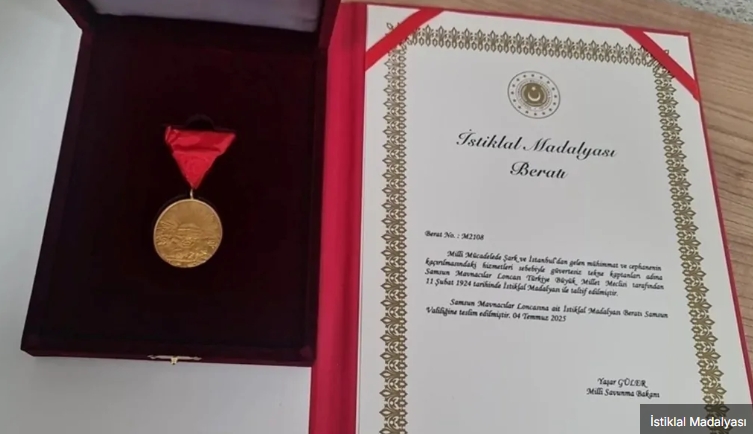 İstiklal Madalyası
Beratı
Berat No. : M2108
Milli Mücadelede Şark ve İstanbul'dan gelen mühimmat ve cephanenin
kaçırılmasındaki hizmetleri sebebiyle güvertesiz tekne kaptanları adına
Samsun Mavnacılar Loncası Türkiye Büyük Millet Meclisi tarafından
11 Şubat 1924 tarihinde İstiklal Madalyası ile taltif edilmiştir.
Samsun Mavnacılar Loncasına ait İstiklal Madalyası Beratı Samsun
Valiliğine teslim edilmiştir. 04 Temmuz 2025
Yaşar GÜLER
Milli Savunma Bakanı
İstiklal Madalyası